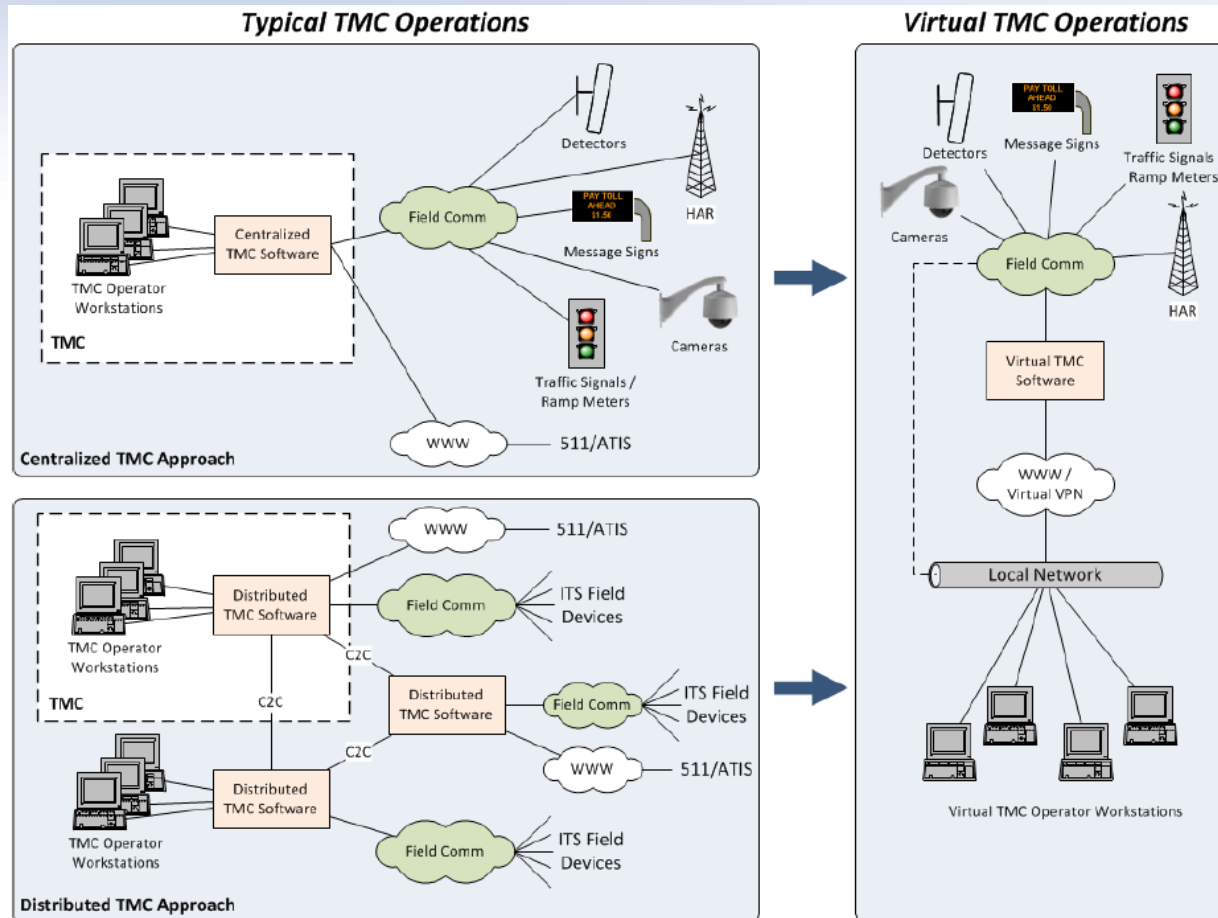 Typical TMC Operations
Virtual TMC Operations
Detectors
HAR
PAY TOLL
AHEAD
$1.50
Message Signs
Field Comm
Centralized
TMC Software
TMC Operator
Workstations
TMC
Cameras
Traffic Signals /
Ramp Meters
WWW
511/ATIS
Centralized TMC Approach
WWW
511/ATIS
Distributed
TMC Software
Field Comm
ITS Field
Devices
TMC Operator
Workstations
TMC
C2C
C2C
Distributed
TMC Software
Field Comm
ITS Field
Devices
C2C
WWW
511/ATIS
Distributed
TMC Software
TMC Operator
Workstations
Field Comm
ITS Field
Devices
Distributed TMC Approach
PAY TOLL
AHEAD
$1.50
Detectors
Message Signs
Traffic Signals
Ramp Meters
Cameras
Field Comm
HAR
Virtual TMC
Software
WWW /
Virtual VPN
Local Network
Virtual TMC Operator Workstations